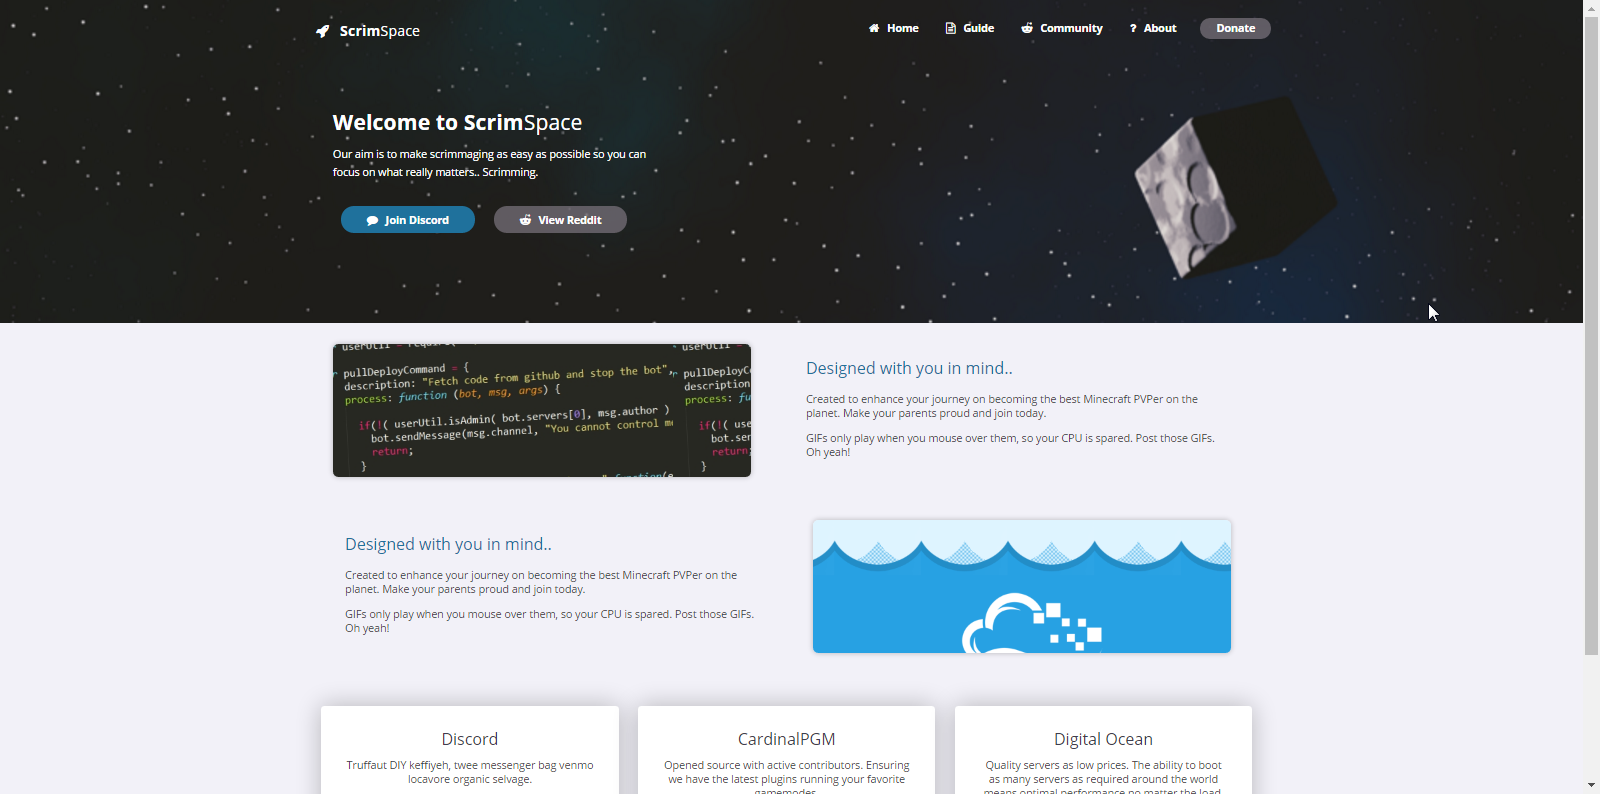 ScrimSpace
Home Guide Community ? About Donate
Welcome to ScrimSpace
Our aim is to make scrimmaging as easy as possible so you can
focus on what really matters.. Scrimming.
Join Discord View Reddit
pullDeployCommand = {
description: "Fetch code from github and stop the bot",
process: function (bot, msg, args) {
if(!( userUtil.isAdmin( bot.servers[0], msg.author )
bot.sendMessage(msg.channel, "You cannot control
return;
}
userUtil
pullDeployC
description
process: fu
if(!( use
bot.sen
return;
}
Designed with you in mind..
Created to enhance your journey on becoming the best Minecraft PVPer on the
planet. Make your parents proud and join today.
GIFs only play when you mouse over them, so your CPU is spared. Post those GIFs.
Oh yeah!
Designed with you in mind..
Created to enhance your journey on becoming the best Minecraft PVPer on the
planet. Make your parents proud and join today.
GIFs only play when you mouse over them, so your CPU is spared. Post those GIFs.
Oh yeah!
Discord
Truffaut DIY keffiyeh, twee messenger bag venmo
locavore organic selvage.
CardinalPGM
Opened source with active contributors. Ensuring
we have the latest plugins running your favorite
gamemodes.
Digital Ocean
Quality servers as low prices. The ability to boot
as many servers as required around the world
means optimal performance no matter the load.